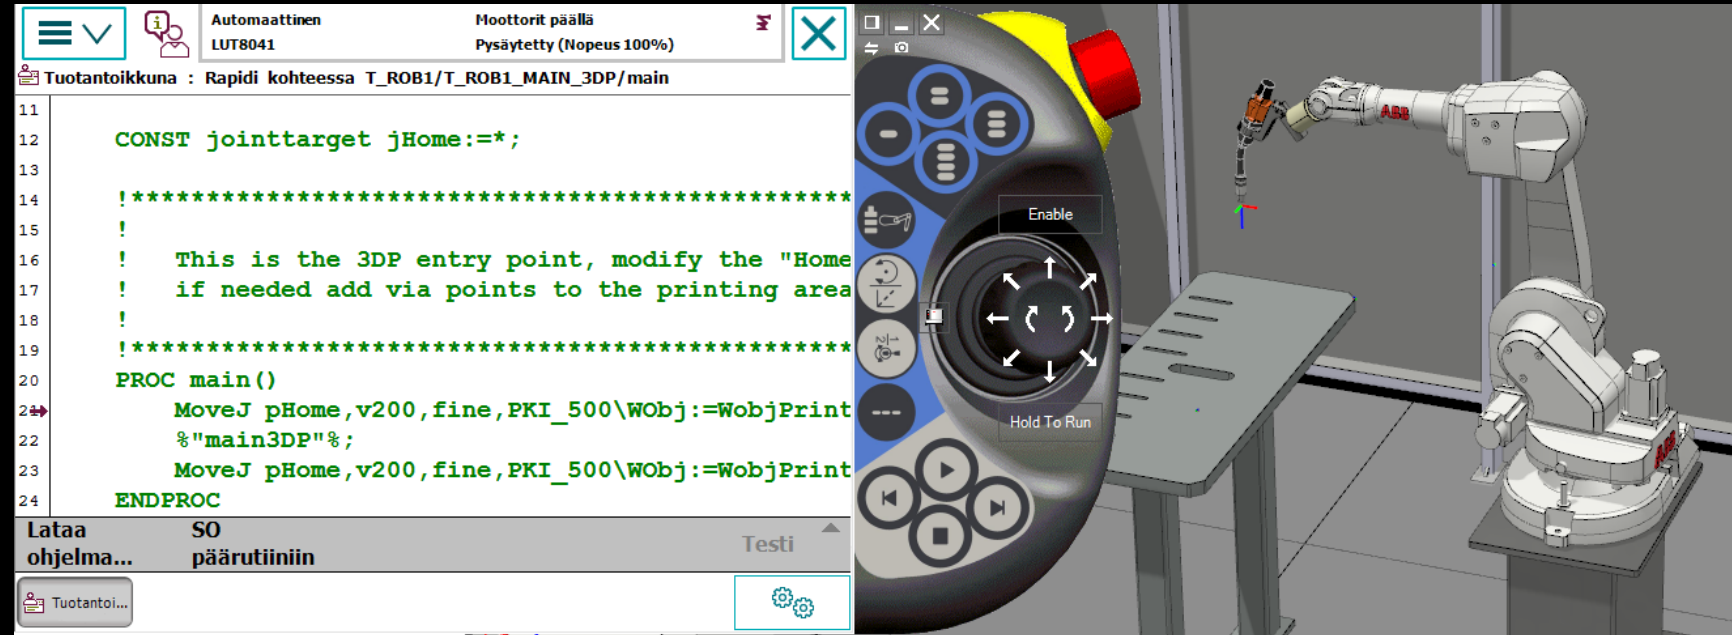 Automaattinen
LUT8041
Moottorit päällä
Pysäytetty (Nopeus 100%)
Tuotantoikkuna : Rapidi kohteessa T_ROB1/T_ROB1_MAIN_3DP/main
11
12 CONST jointtarget jHome:=*;
13
14 !************************************************
15 !
16 ! This is the 3DP entry point, modify the "Home
17 ! if needed add via points to the printing area
18 !
19 !************************************************
20 PROC main()
21 MoveJ pHome,v200,fine,PKI_500\WObj:=WobjPrint
22 %"main3DP"%;
23 MoveJ pHome,v200,fine,PKI_500\WObj:=WobjPrint
24 ENDPROC
Lataa ohjelma...
SO päärutiiniin
Testi
Tuotantoi...
Enable
Hold To Run
ABB
ABB